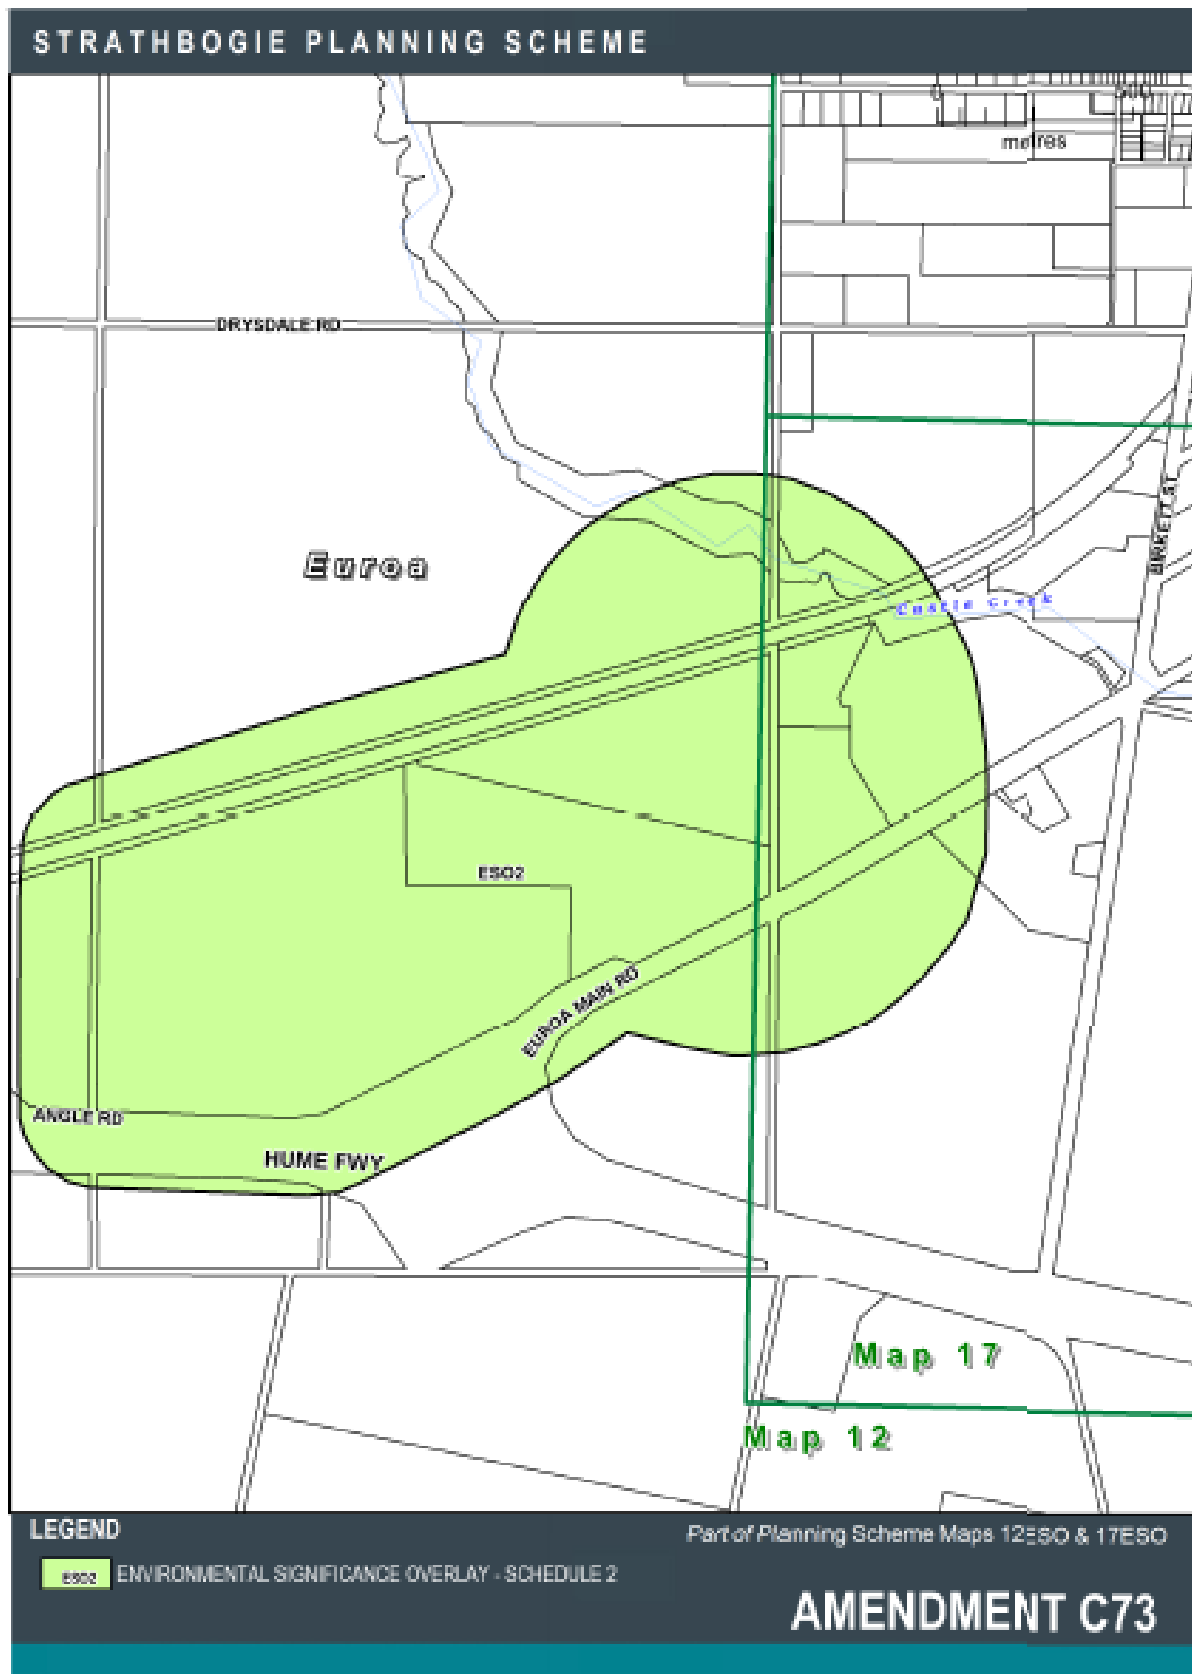 STRATHBOGIE PLANNING SCHEME
0 500
metres
DRYSDALE RD
BIRKETT ST
Euroa
Castle Creek
ESO2
EUROA MAIN RD
ANGLE RD
HUME FWY
Map 17
Map 12
LEGEND
Part of Planning Scheme Maps 12ESO & 17ESO
ESO2 ENVIRONMENTAL SIGNIFICANCE OVERLAY - SCHEDULE 2
AMENDMENT C73